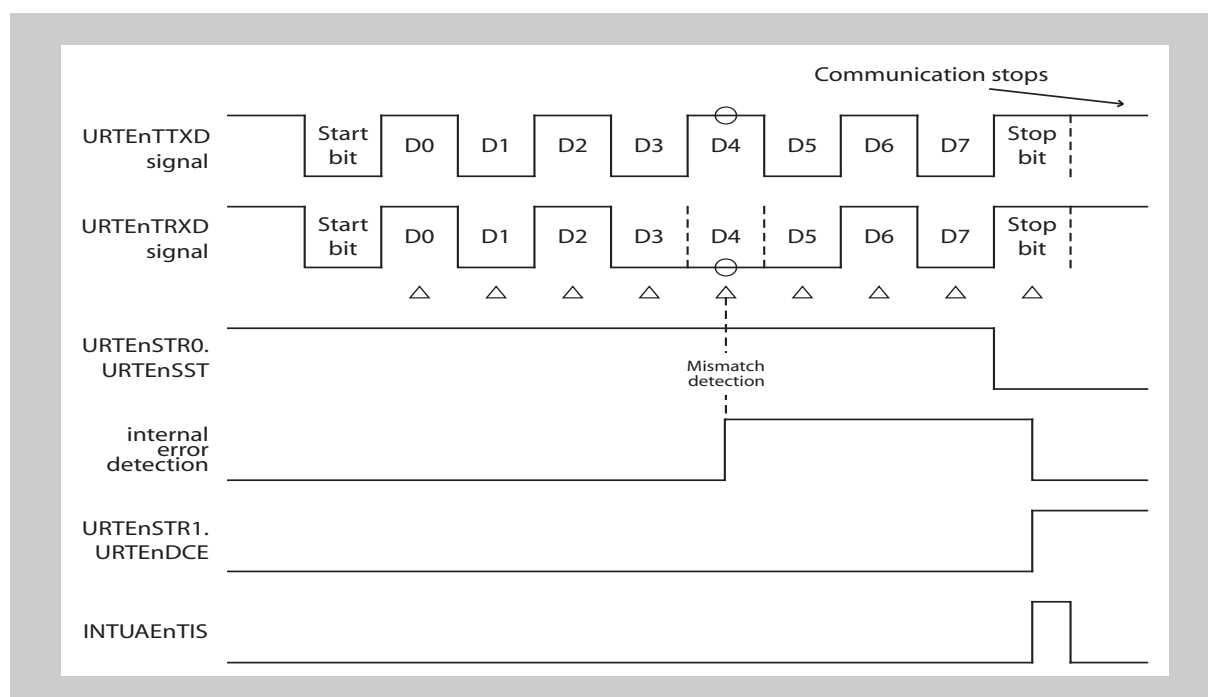 Communication stops
URTEnTTXD
signal
Start
bit
D0
D1
D2
D3
D4
D5
D6
D7
Stop
bit
URTEnTRXD
signal
Start
bit
D0
D1
D2
D3
D4
D5
D6
D7
Stop
bit
URTEnSTR0.
URTEnSST
Mismatch
detection
internal
error
detection
URTEnSTR1.
URTEnDCE
INTUAEnTIS